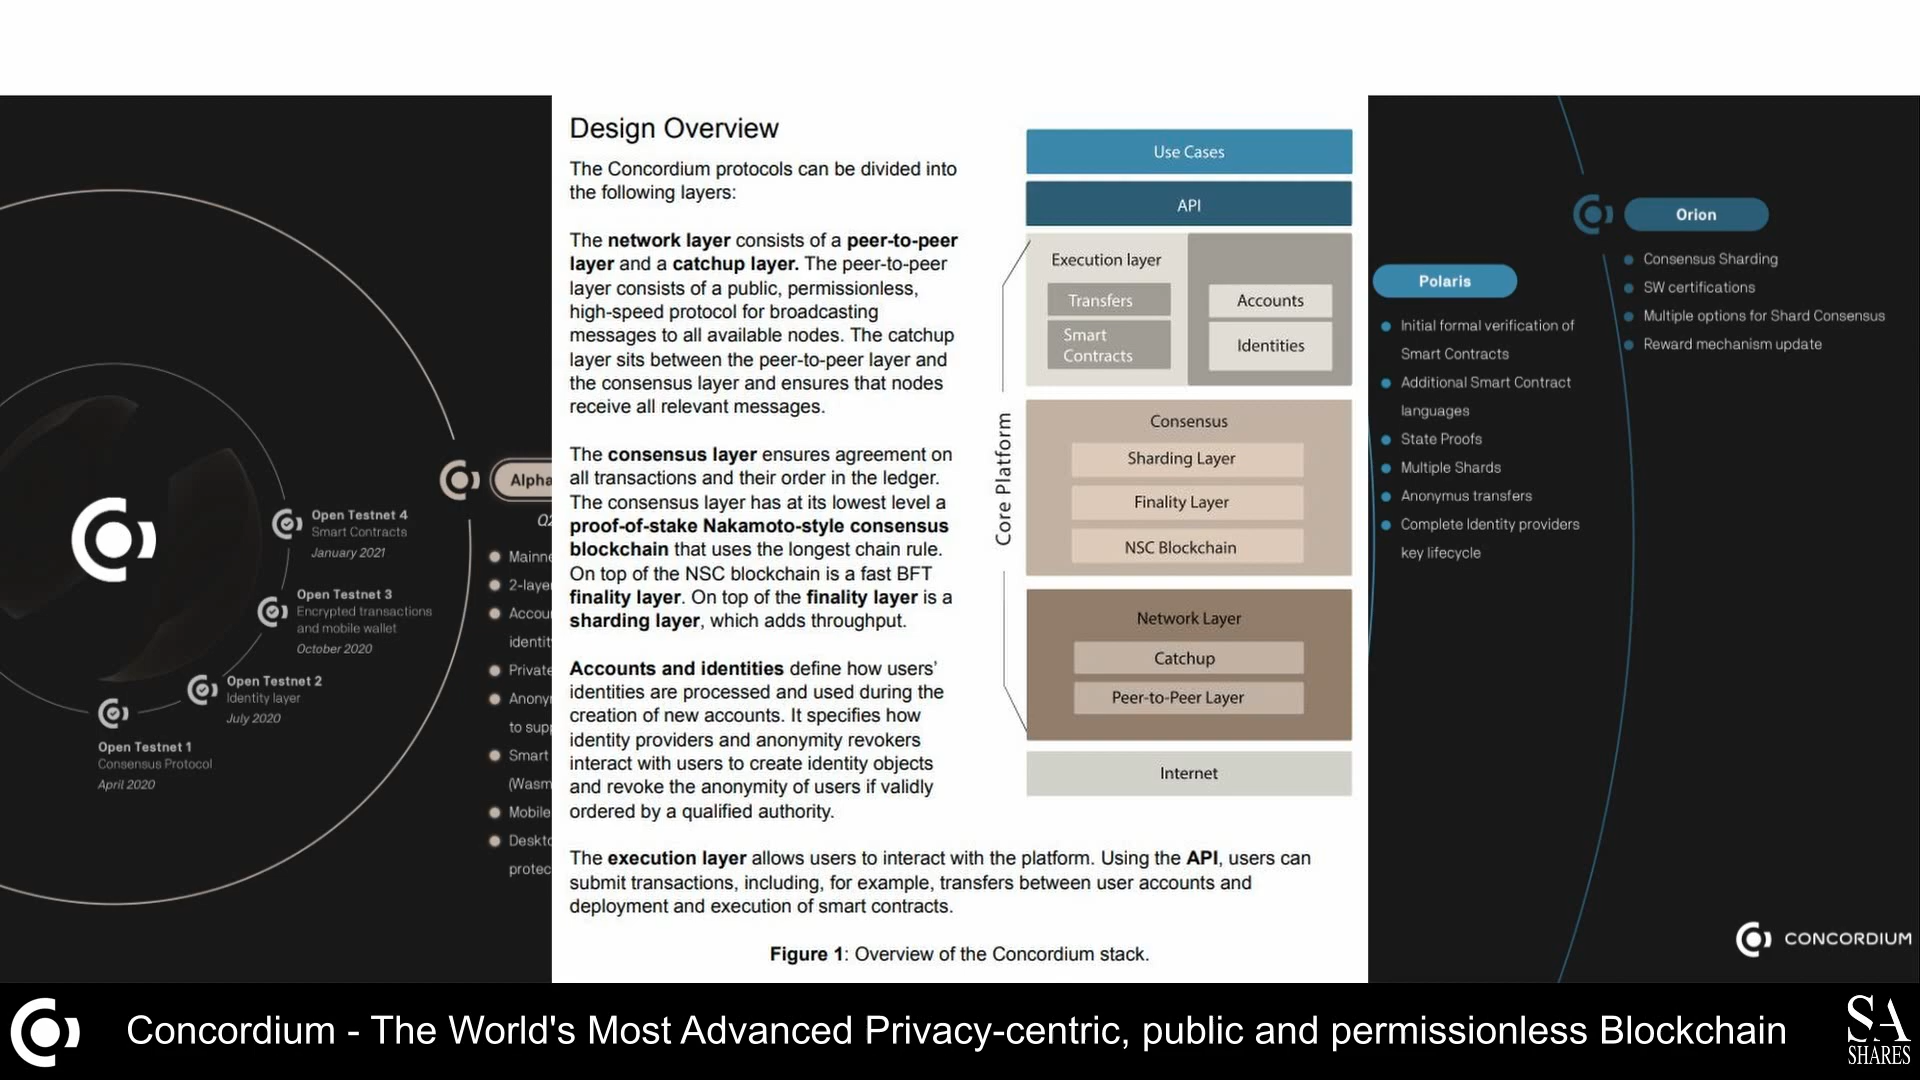 Design Overview
The Concordium protocols can be divided into
the following layers:
The network layer consists of a peer-to-peer
layer and a catchup layer. The peer-to-peer
layer consists of a public, permissionless,
high-speed protocol for broadcasting
messages to all available nodes. The catchup
layer sits between the peer-to-peer layer and
the consensus layer and ensures that nodes
receive all relevant messages.
The consensus layer ensures agreement on
all transactions and their order in the ledger.
The consensus layer has at its lowest level a
proof-of-stake Nakamoto-style consensus
blockchain that uses the longest chain rule.
On top of the NSC blockchain is a fast BFT
finality layer. On top of the finality layer is a
sharding layer, which adds throughput.
Accounts and identities define how users’
identities are processed and used during the
creation of new accounts. It specifies how
identity providers and anonymity revokers
interact with users to create identity objects
and revoke the anonymity of users if validly
ordered by a qualified authority.
The execution layer allows users to interact with the platform. Using the API, users can
submit transactions, including, for example, transfers between user accounts and
deployment and execution of smart contracts.
Figure 1: Overview of the Concordium stack.
Use Cases
API
Execution layer
Transfers
Smart
Contracts
Accounts
Identities
Core Platform
Consensus
Sharding Layer
Finality Layer
NSC Blockchain
Network Layer
Catchup
Peer-to-Peer Layer
Internet
Open Testnet 4
Smart Contracts
January 2021
Open Testnet 3
Encrypted transactions
and mobile wallet
October 2020
Open Testnet 2
Identity layer
July 2020
Open Testnet 1
Consensus Protocol
April 2020
Alpha
Q2
Mainne
2-laye
Accou
identit
Private
Anony
to supp
Smart
(Wasm
Mobile
Deskto
protec
Polaris
Initial formal verification of
Smart Contracts
Additional Smart Contract
languages
State Proofs
Multiple Shards
Anonymus transfers
Complete Identity providers
key lifecycle
Orion
Consensus Sharding
SW certifications
Multiple options for Shard Consensus
Reward mechanism update
CONCORDIUM
Concordium - The World's Most Advanced Privacy-centric, public and permissionless Blockchain
SA
SHARES